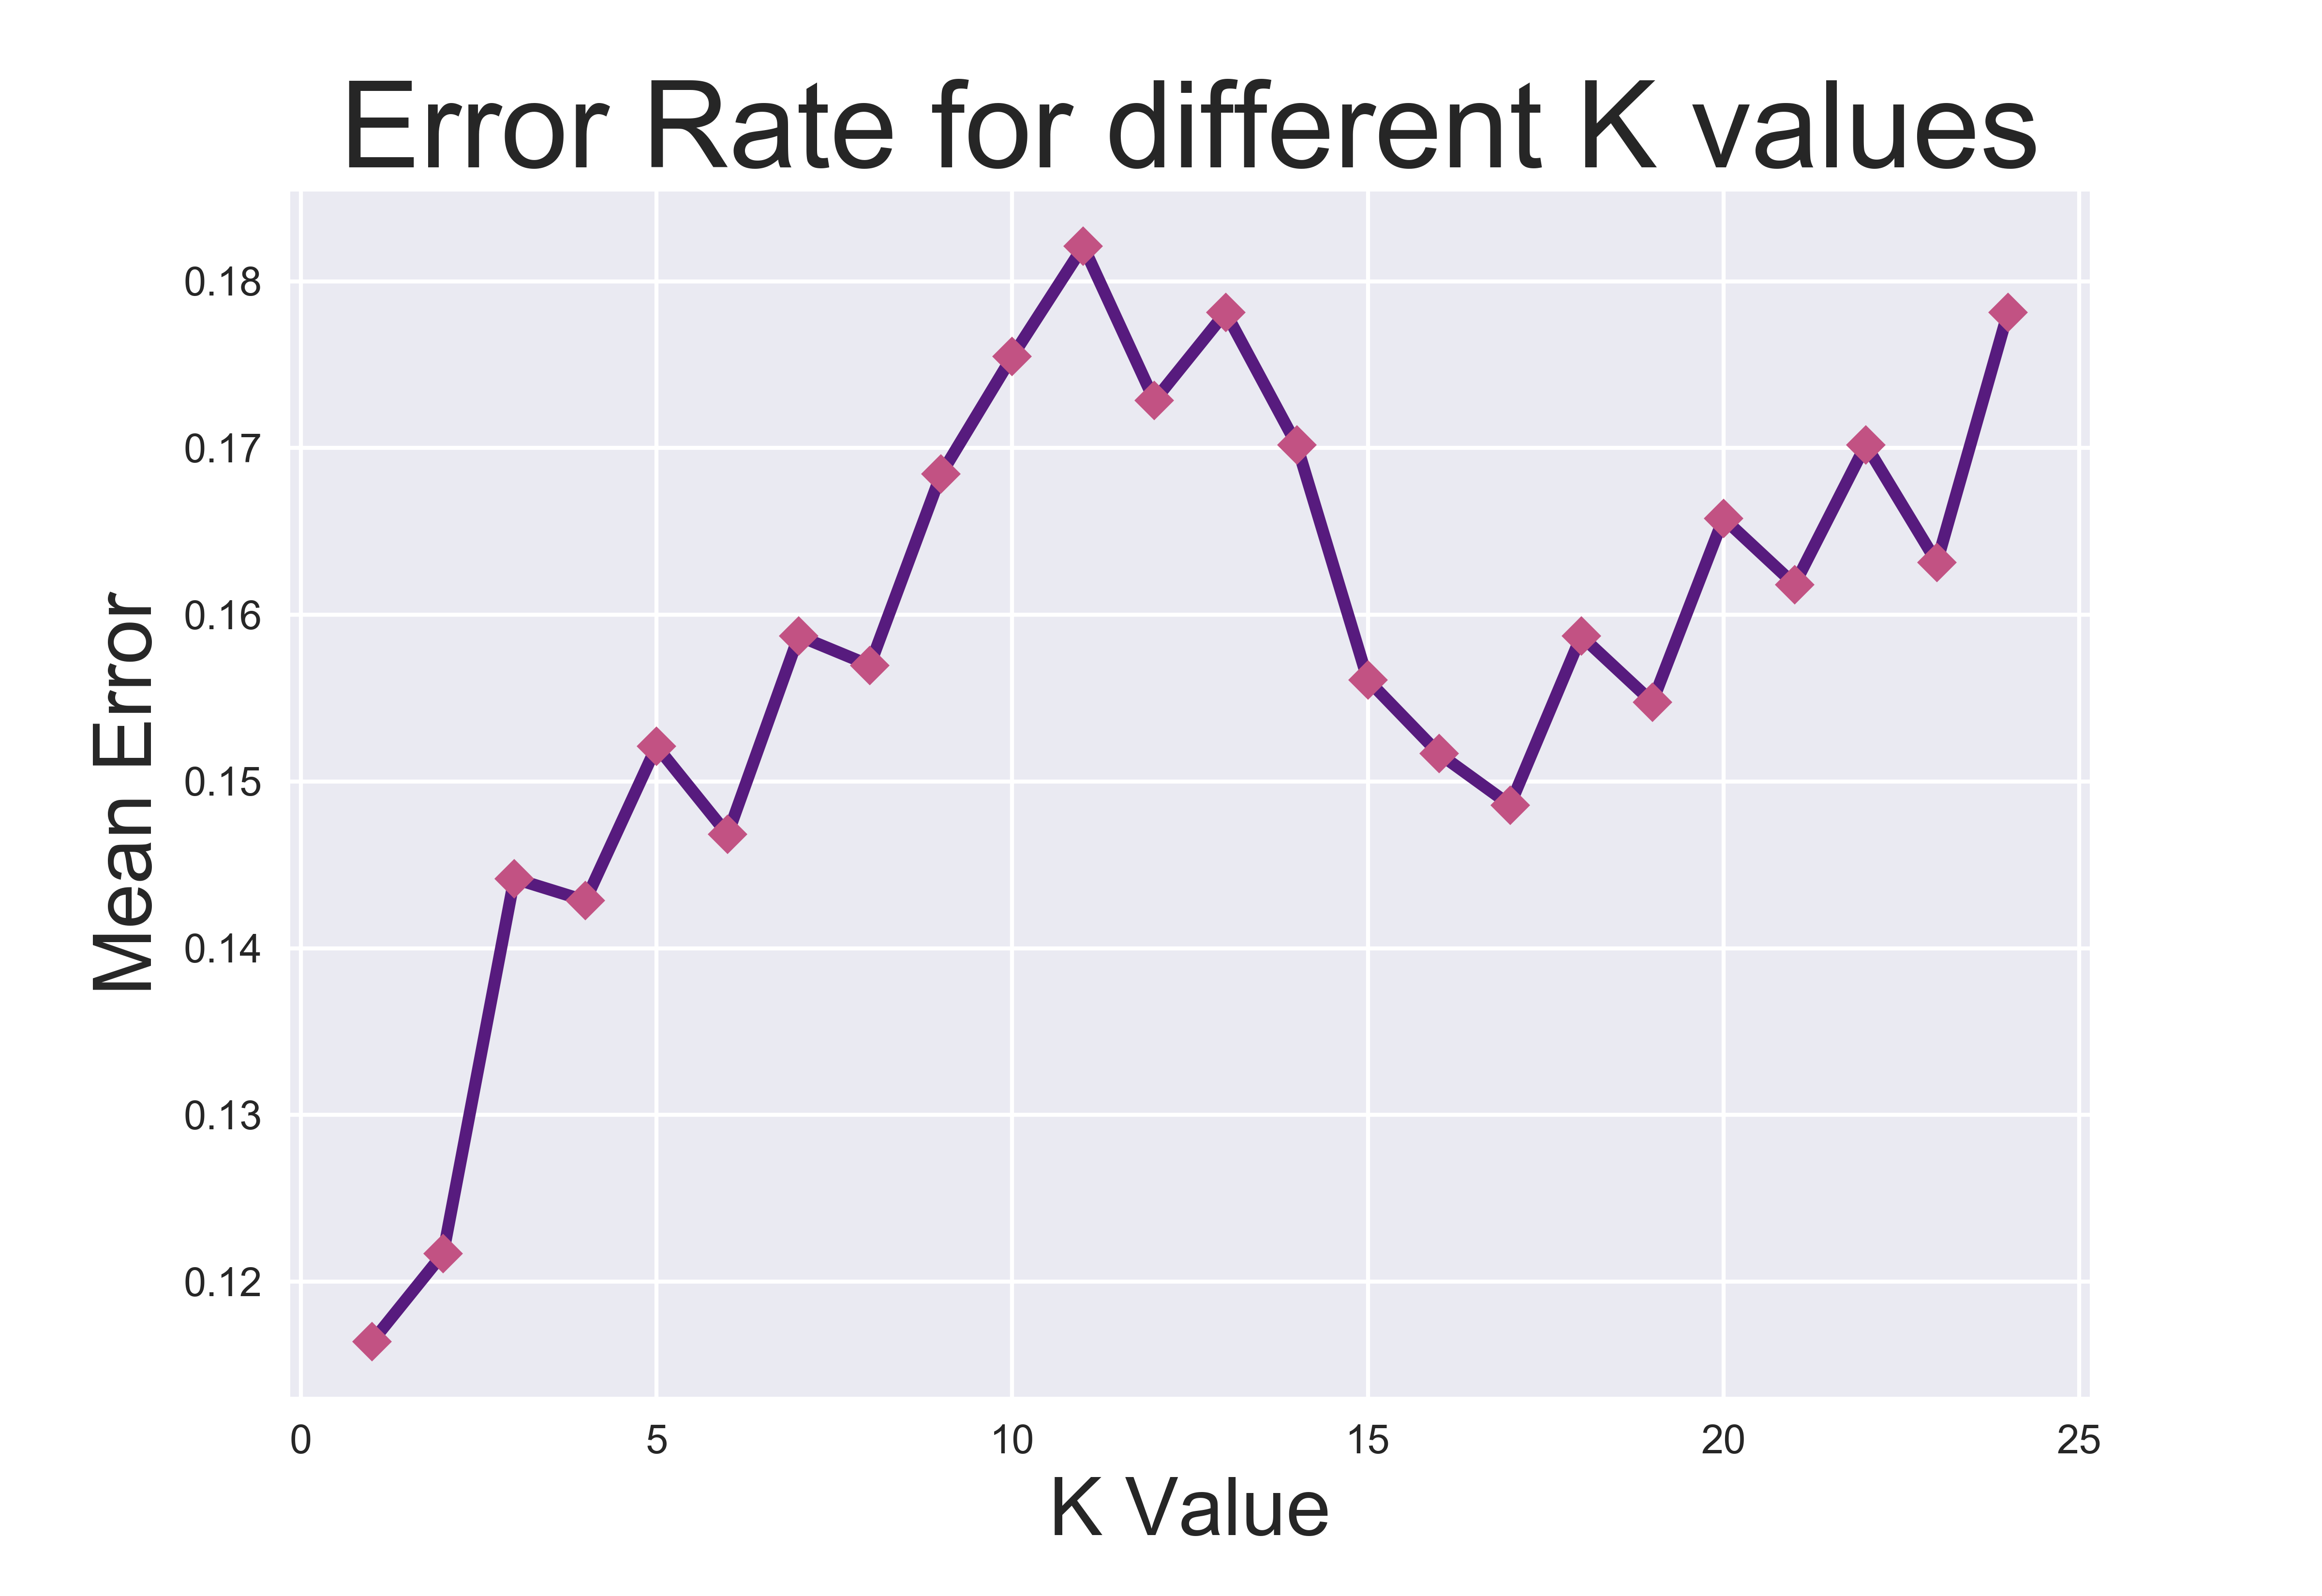 Error Rate for different K values
Mean Error
0.18
0.17
0.16
0.15
0.14
0.13
0.12
0 5 10 15 20 25
K Value